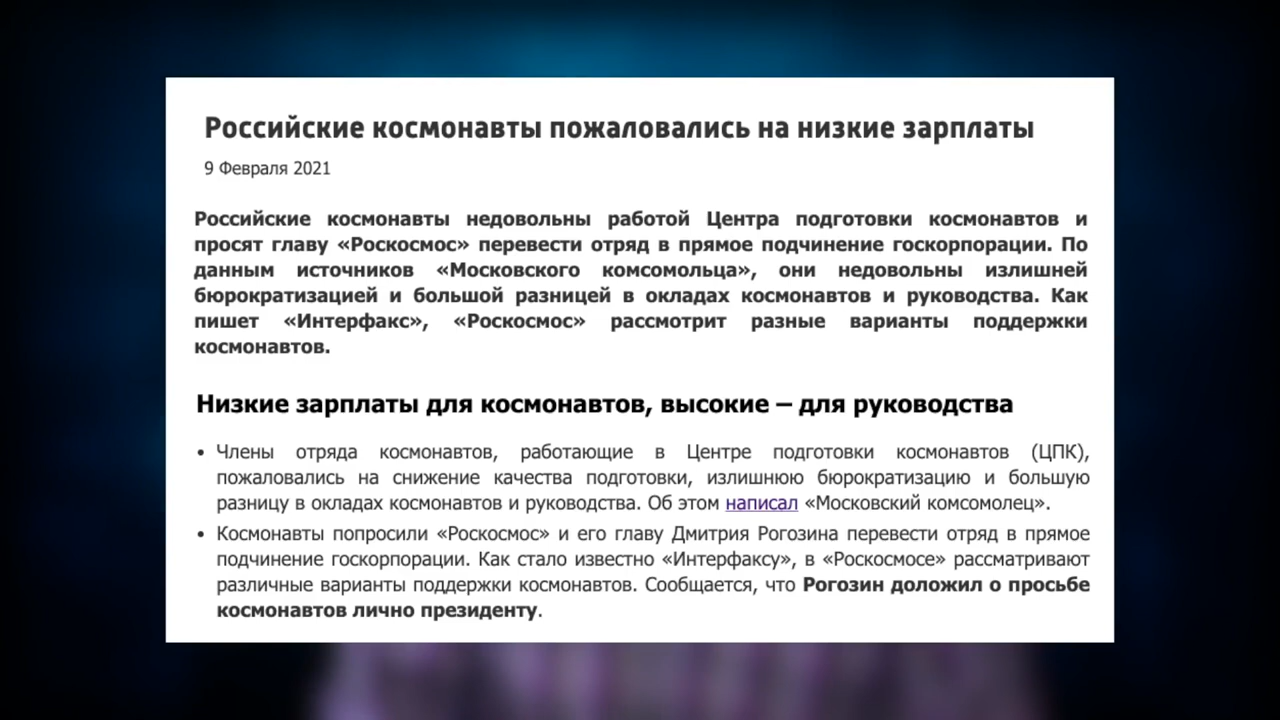 Российские космонавты пожаловались на низкие зарплаты
9 Февраля 2021
Российские космонавты недовольны работой Центра подготовки космонавтов и
просят главу «Роскосмос» перевести отряд в прямое подчинение госкорпорации. По
данным источников «Московского комсомольца», они недовольны излишней
бюрократизацией и большой разницей в окладах космонавтов и руководства. Как
пишет «Интерфакс», «Роскосмос» рассмотрит разные варианты поддержки
космонавтов.
Низкие зарплаты для космонавтов, высокие – для руководства
• Члены отряда космонавтов, работающие в Центре подготовки космонавтов (ЦПК),
пожаловались на снижение качества подготовки, излишнюю бюрократизацию и большую
разницу в окладах космонавтов и руководства. Об этом написал «Московский комсомолец».
• Космонавты попросили «Роскосмос» и его главу Дмитрия Рогозина перевести отряд в прямое
подчинение госкорпорации. Как стало известно «Интерфаксу», в «Роскосмосе» рассматривают
различные варианты поддержки космонавтов. Сообщается, что Рогозин доложил о просьбе
космонавтов лично президенту.